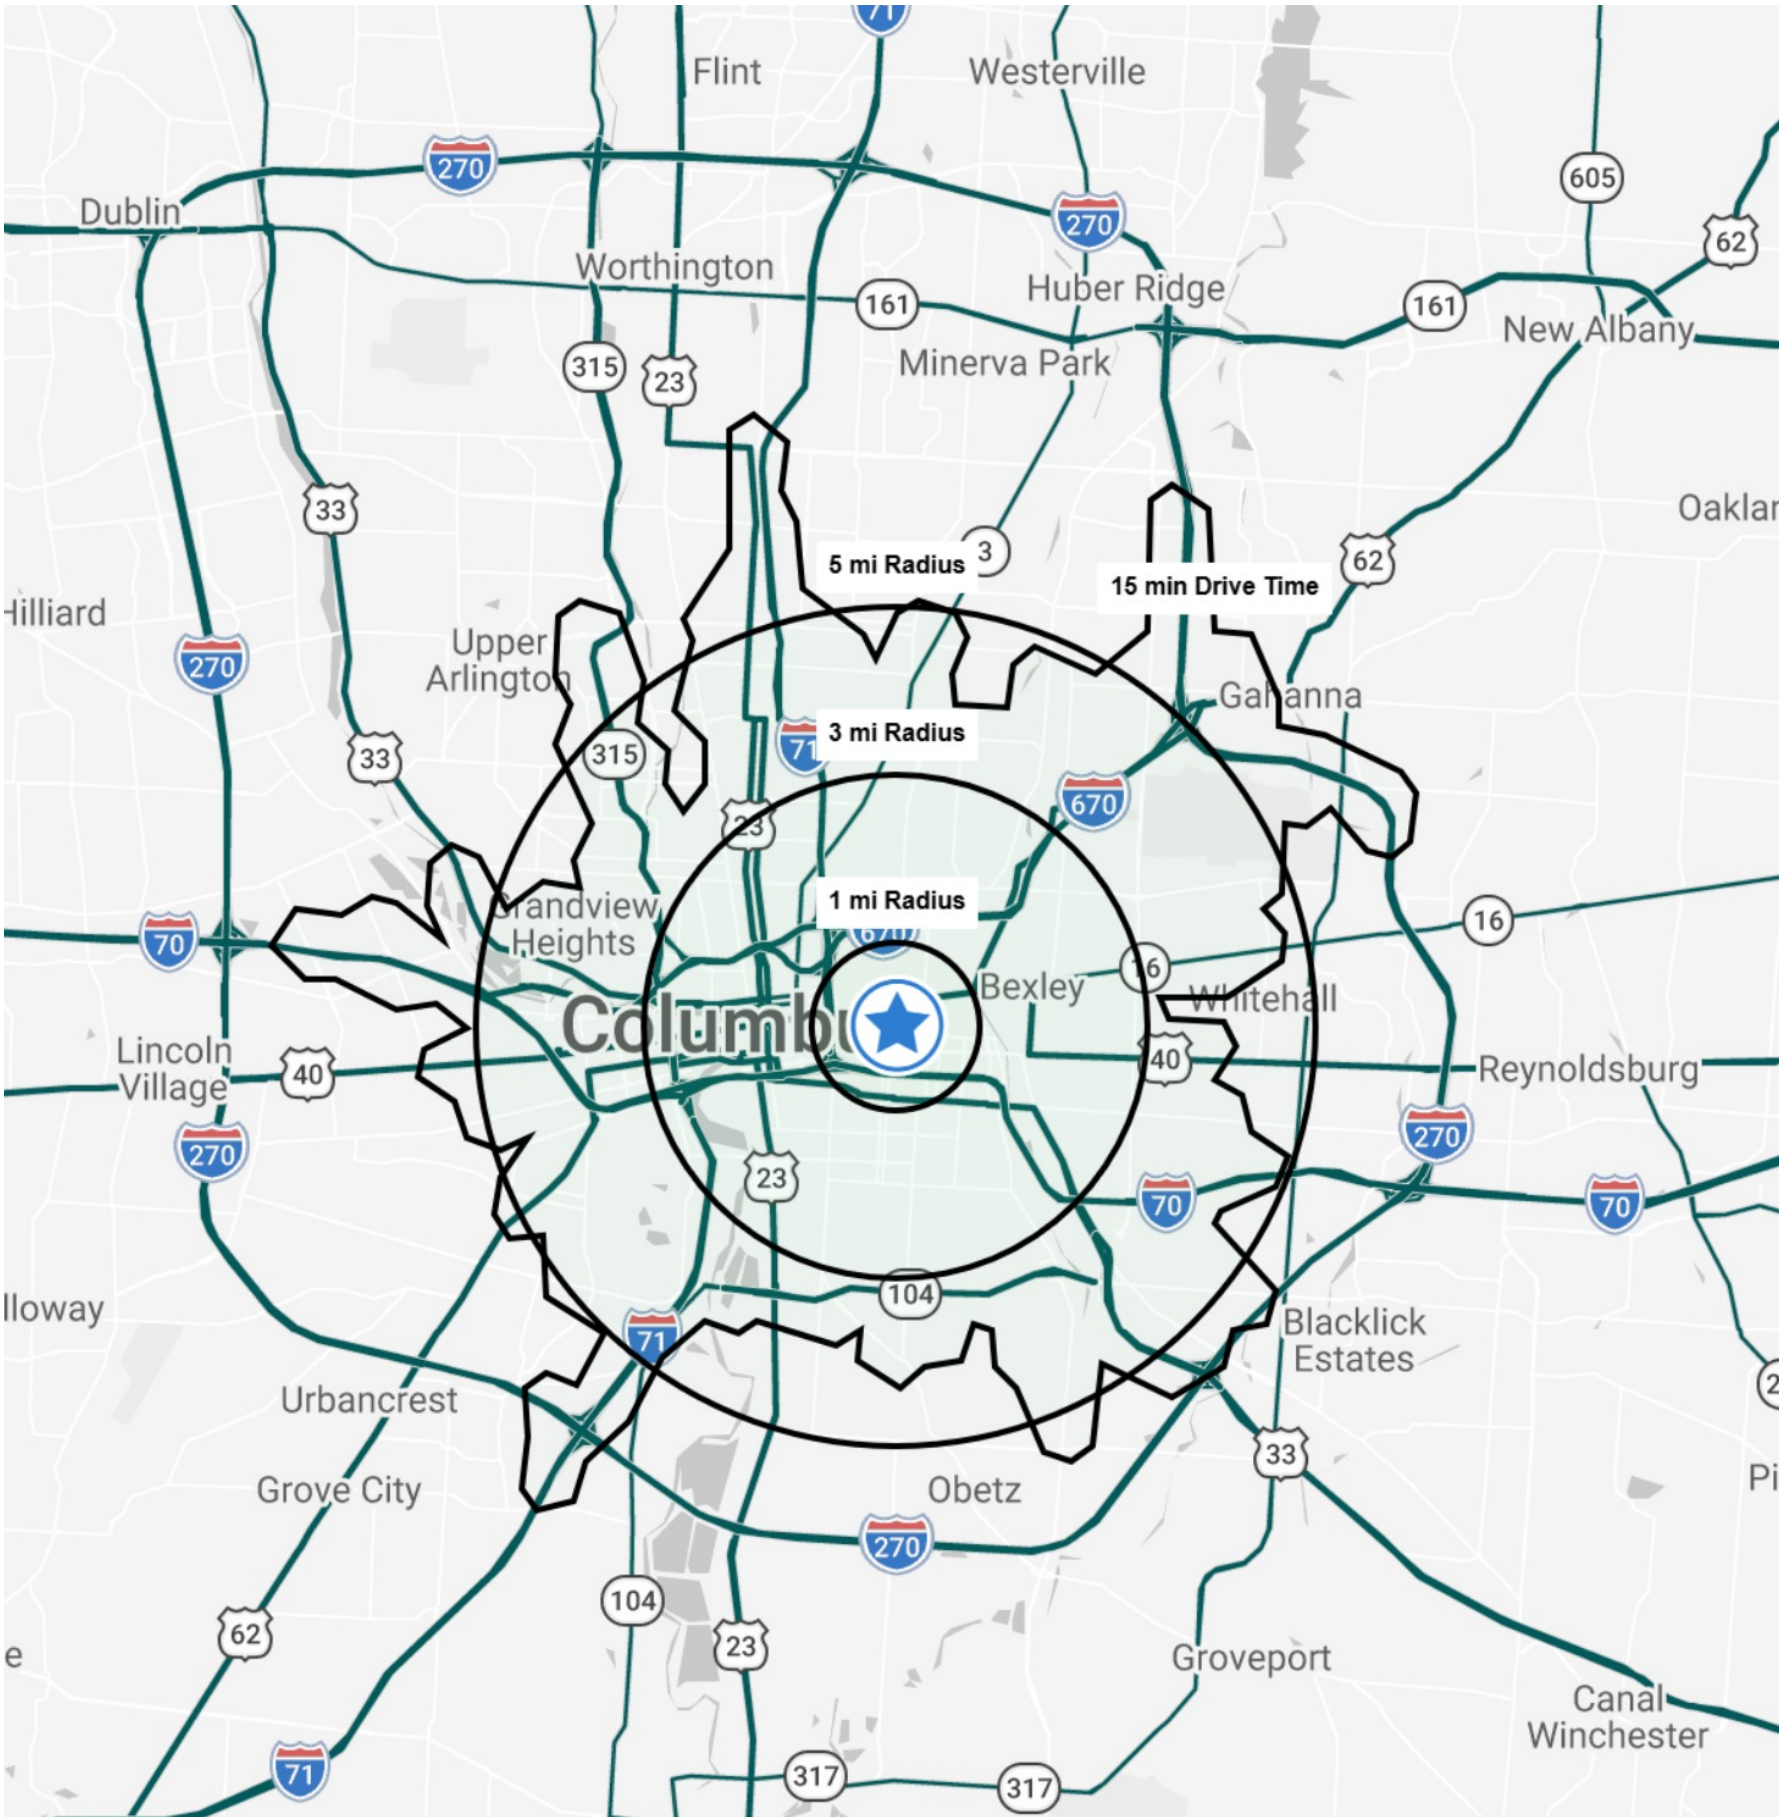 71
Flint
Westerville
270
605
Dublin
270
62
Worthington
Huber Ridge
161
161
New Albany
Minerva Park
315
23
33
Oaklar
3
62
5 mi Radius
15 min Drive Time
Hilliard
Upper
Arlington
270
Gahanna
3 mi Radius
71
315
33
670
23
1 mi Radius
Grandview
Heights
16
70
670
16
Bexley
Whitehall
Columbu
Lincoln
Village
40
40
Reynoldsburg
270
270
23
70
70
lloway
104
71
Blacklick
Estates
2
Urbancrest
33
Grove City
Obetz
Pi
270
104
62
23
e
Groveport
Canal
Winchester
71
317
317